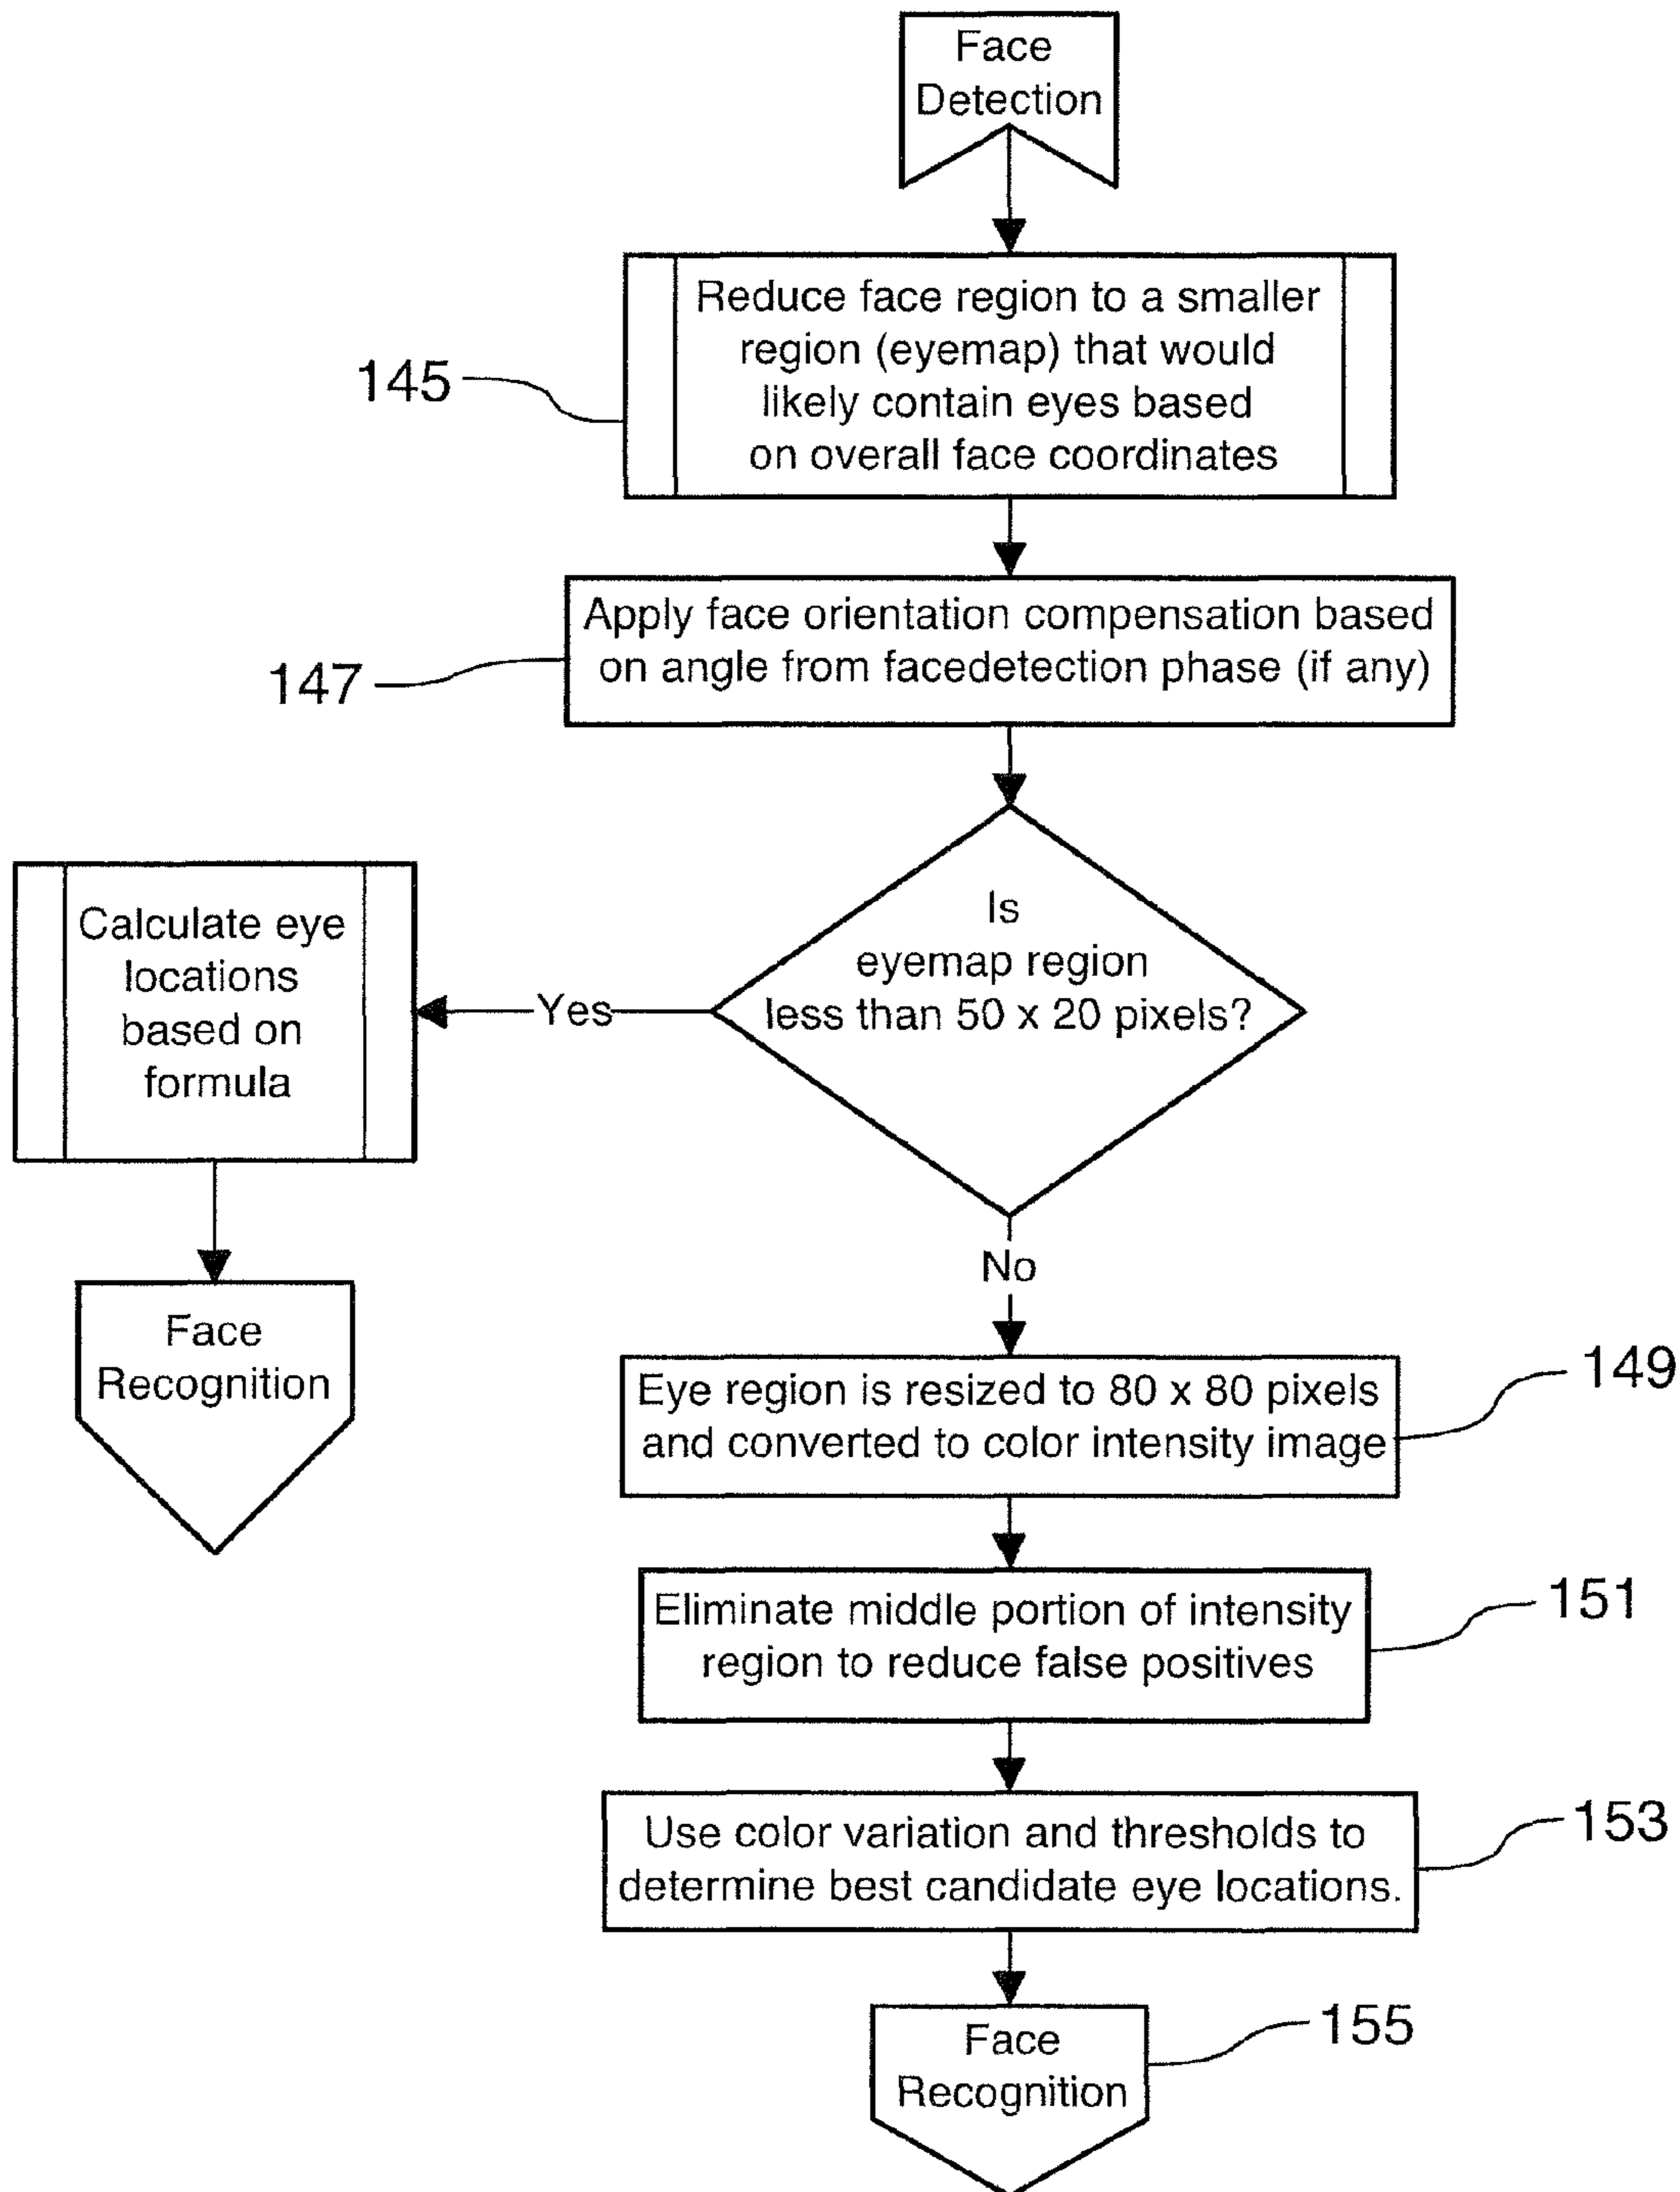 Face
Detection
Reduce face region to a smaller
region (eyemap) that would
likely contain eyes based
on overall face coordinates
145
Apply face orientation compensation based
on angle from facedetection phase (if any)
147
Is
eyemap region
less than 50 x 20 pixels?
Yes
Calculate eye
locations
based on
formula
Face
Recognition
No
Eye region is resized to 80 x 80 pixels
and converted to color intensity image
149
Eliminate middle portion of intensity
region to reduce false positives
151
Use color variation and thresholds to
determine best candidate eye locations.
153
Face
Recognition
155